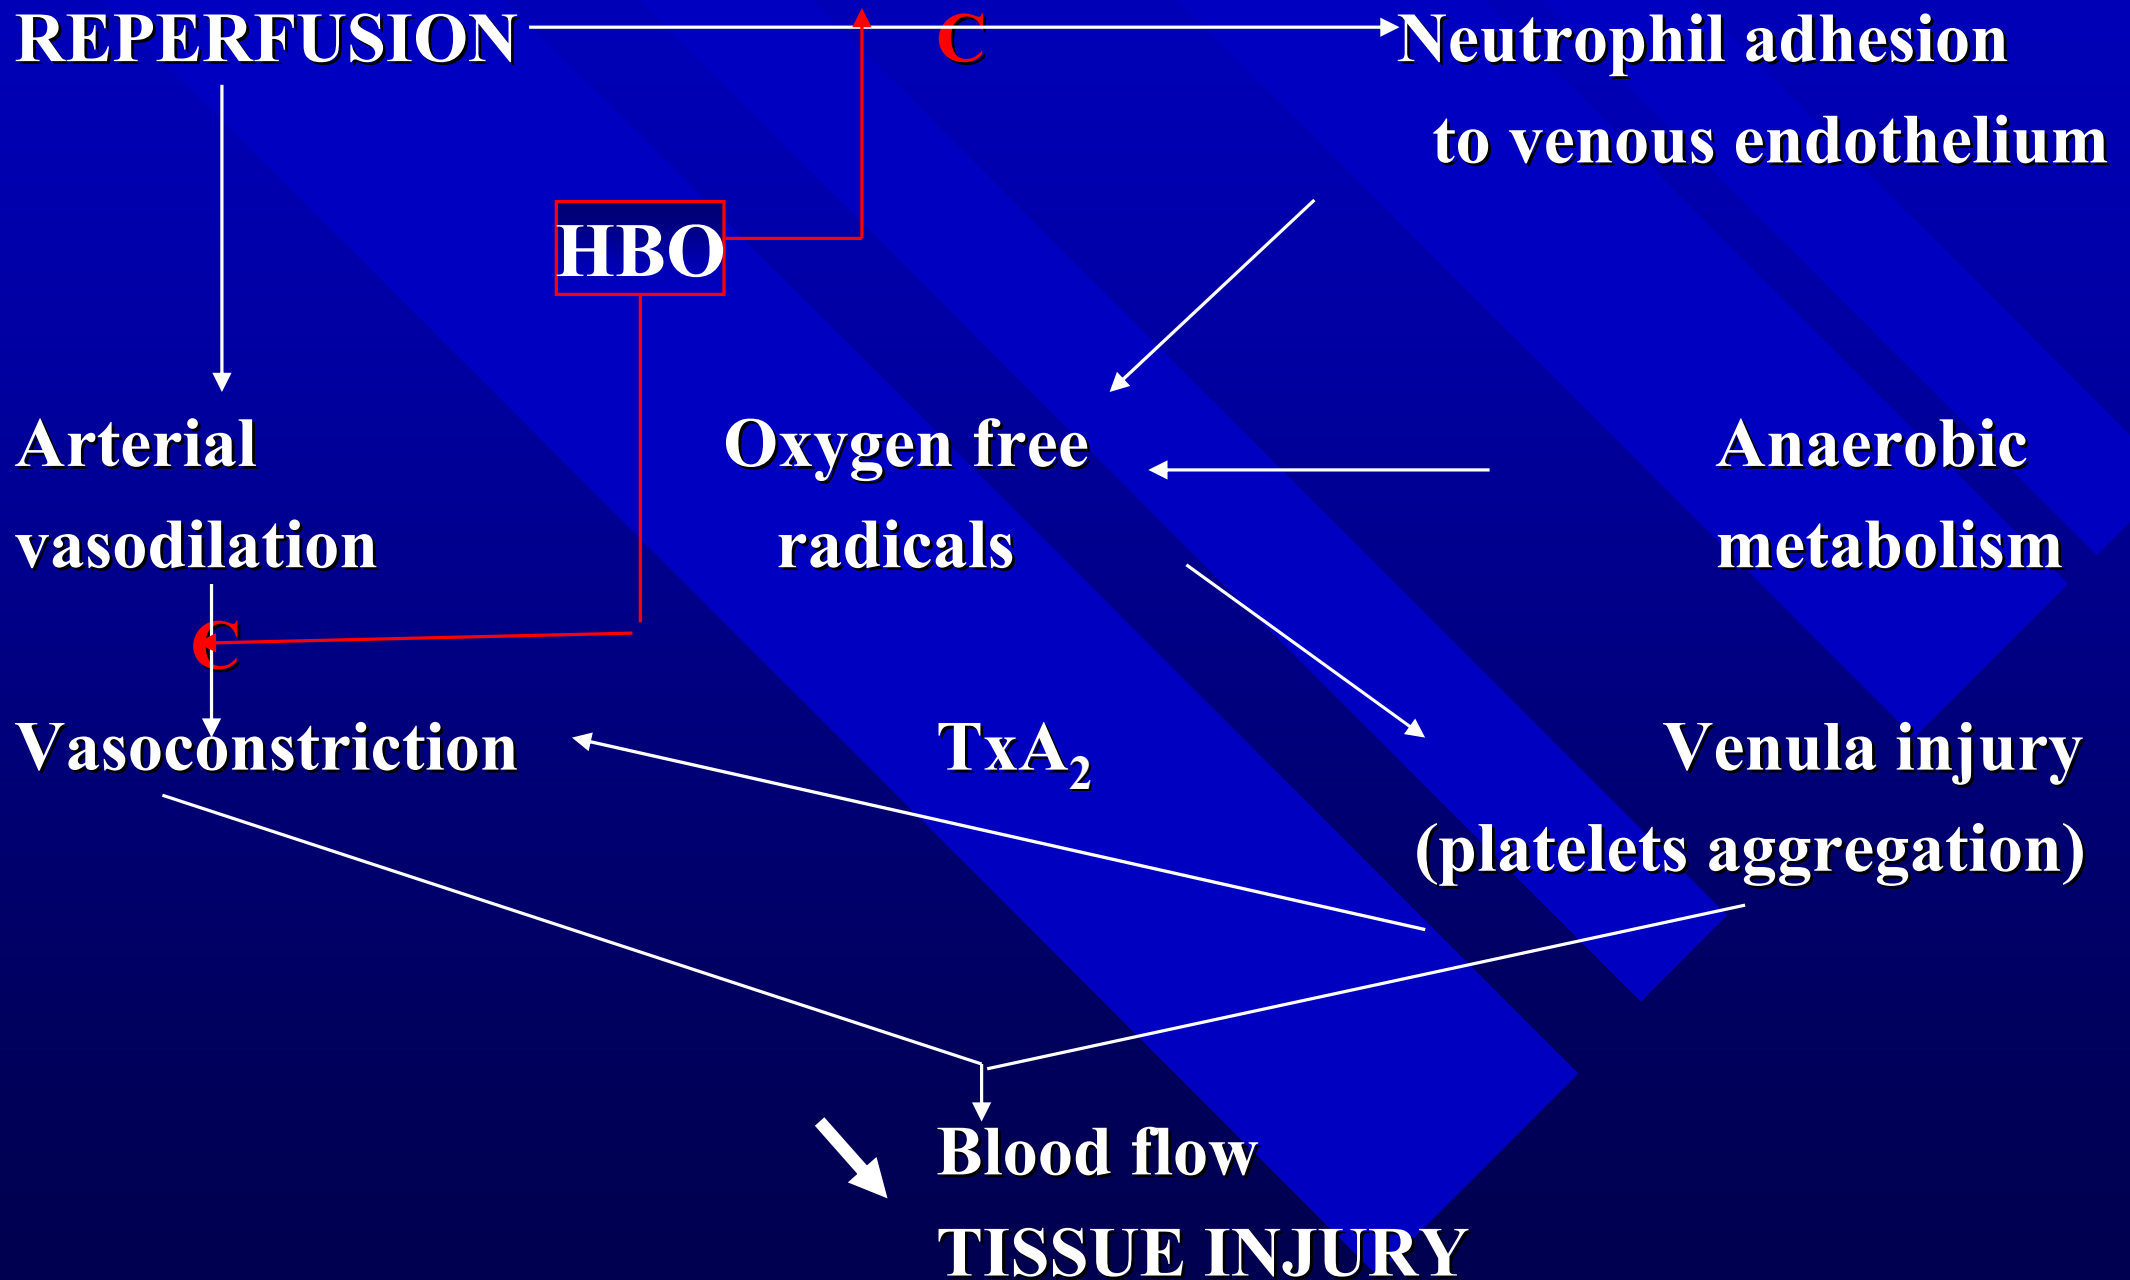 REPERFUSION C Neutrophil adhesion
to venous endothelium
HBO
Arterial Oxygen free Anaerobic
vasodilation radicals metabolism
C
Vasoconstriction TxA₂ Venula injury
(platelets aggregation)
Blood flow
TISSUE INJURY